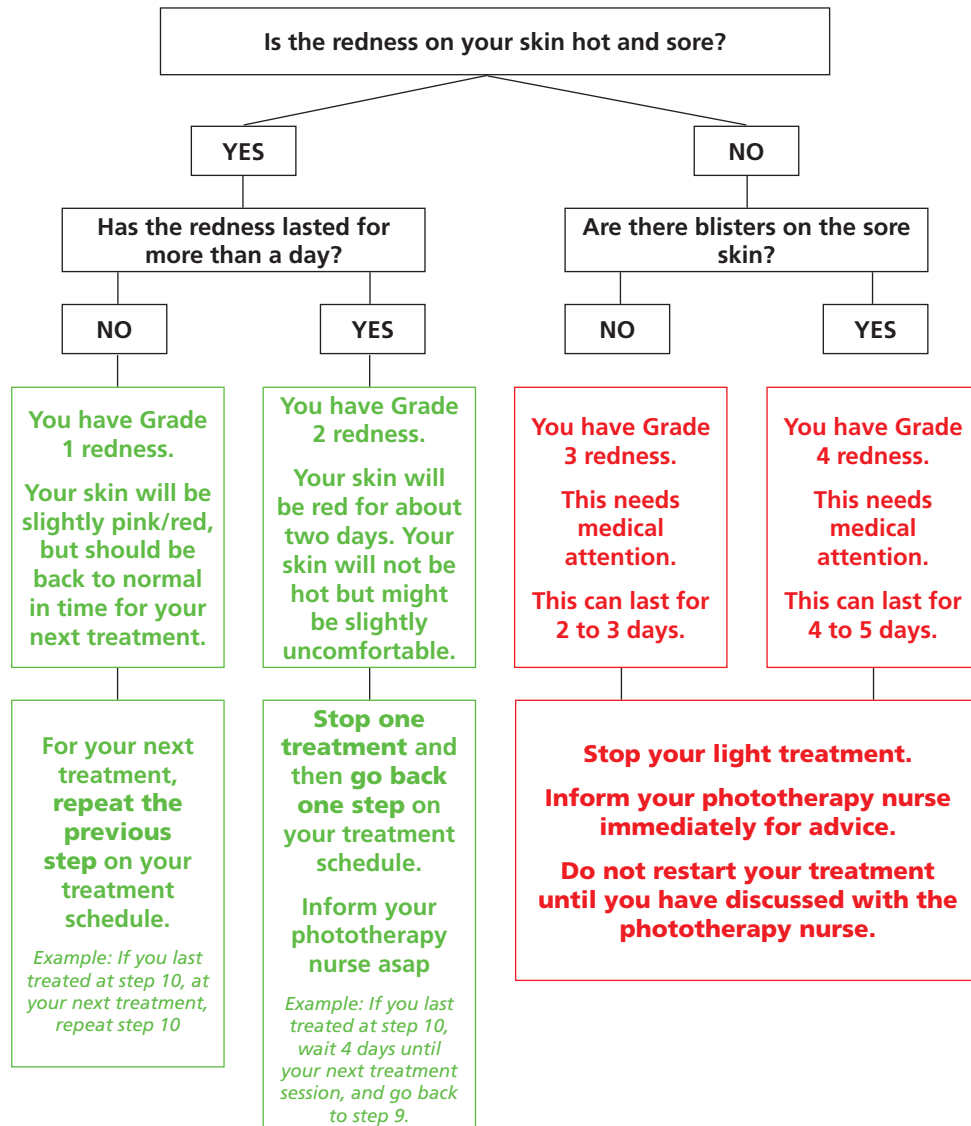 Is the redness on your skin hot and sore?
YES
NO
Has the redness lasted for
more than a day?
Are there blisters on the sore
skin?
NO
YES
NO
YES
You have Grade
1 redness.
Your skin will be
slightly pink/red,
but should be
back to normal
in time for your
next treatment.
You have Grade
2 redness.
Your skin will
be red for about
two days. Your
skin will not be
hot but might
be slightly
uncomfortable.
You have Grade
3 redness.
This needs
medical
attention.
This can last for
2 to 3 days.
You have Grade
4 redness.
This needs
medical
attention.
This can last for
4 to 5 days.
For your next
treatment,
repeat the
previous
step on your
treatment
schedule.
Example: If you last
treated at step 10, at
your next treatment,
repeat step 10
Stop one
treatment and
then go back
one step on
your treatment
schedule.
Inform your
phototherapy
nurse asap
Example: If you last
treated at step 10,
wait 4 days until
your next treatment
session, and go back
to step 9.
Stop your light treatment.
Inform your phototherapy nurse
immediately for advice.
Do not restart your treatment
until you have discussed with the
phototherapy nurse.